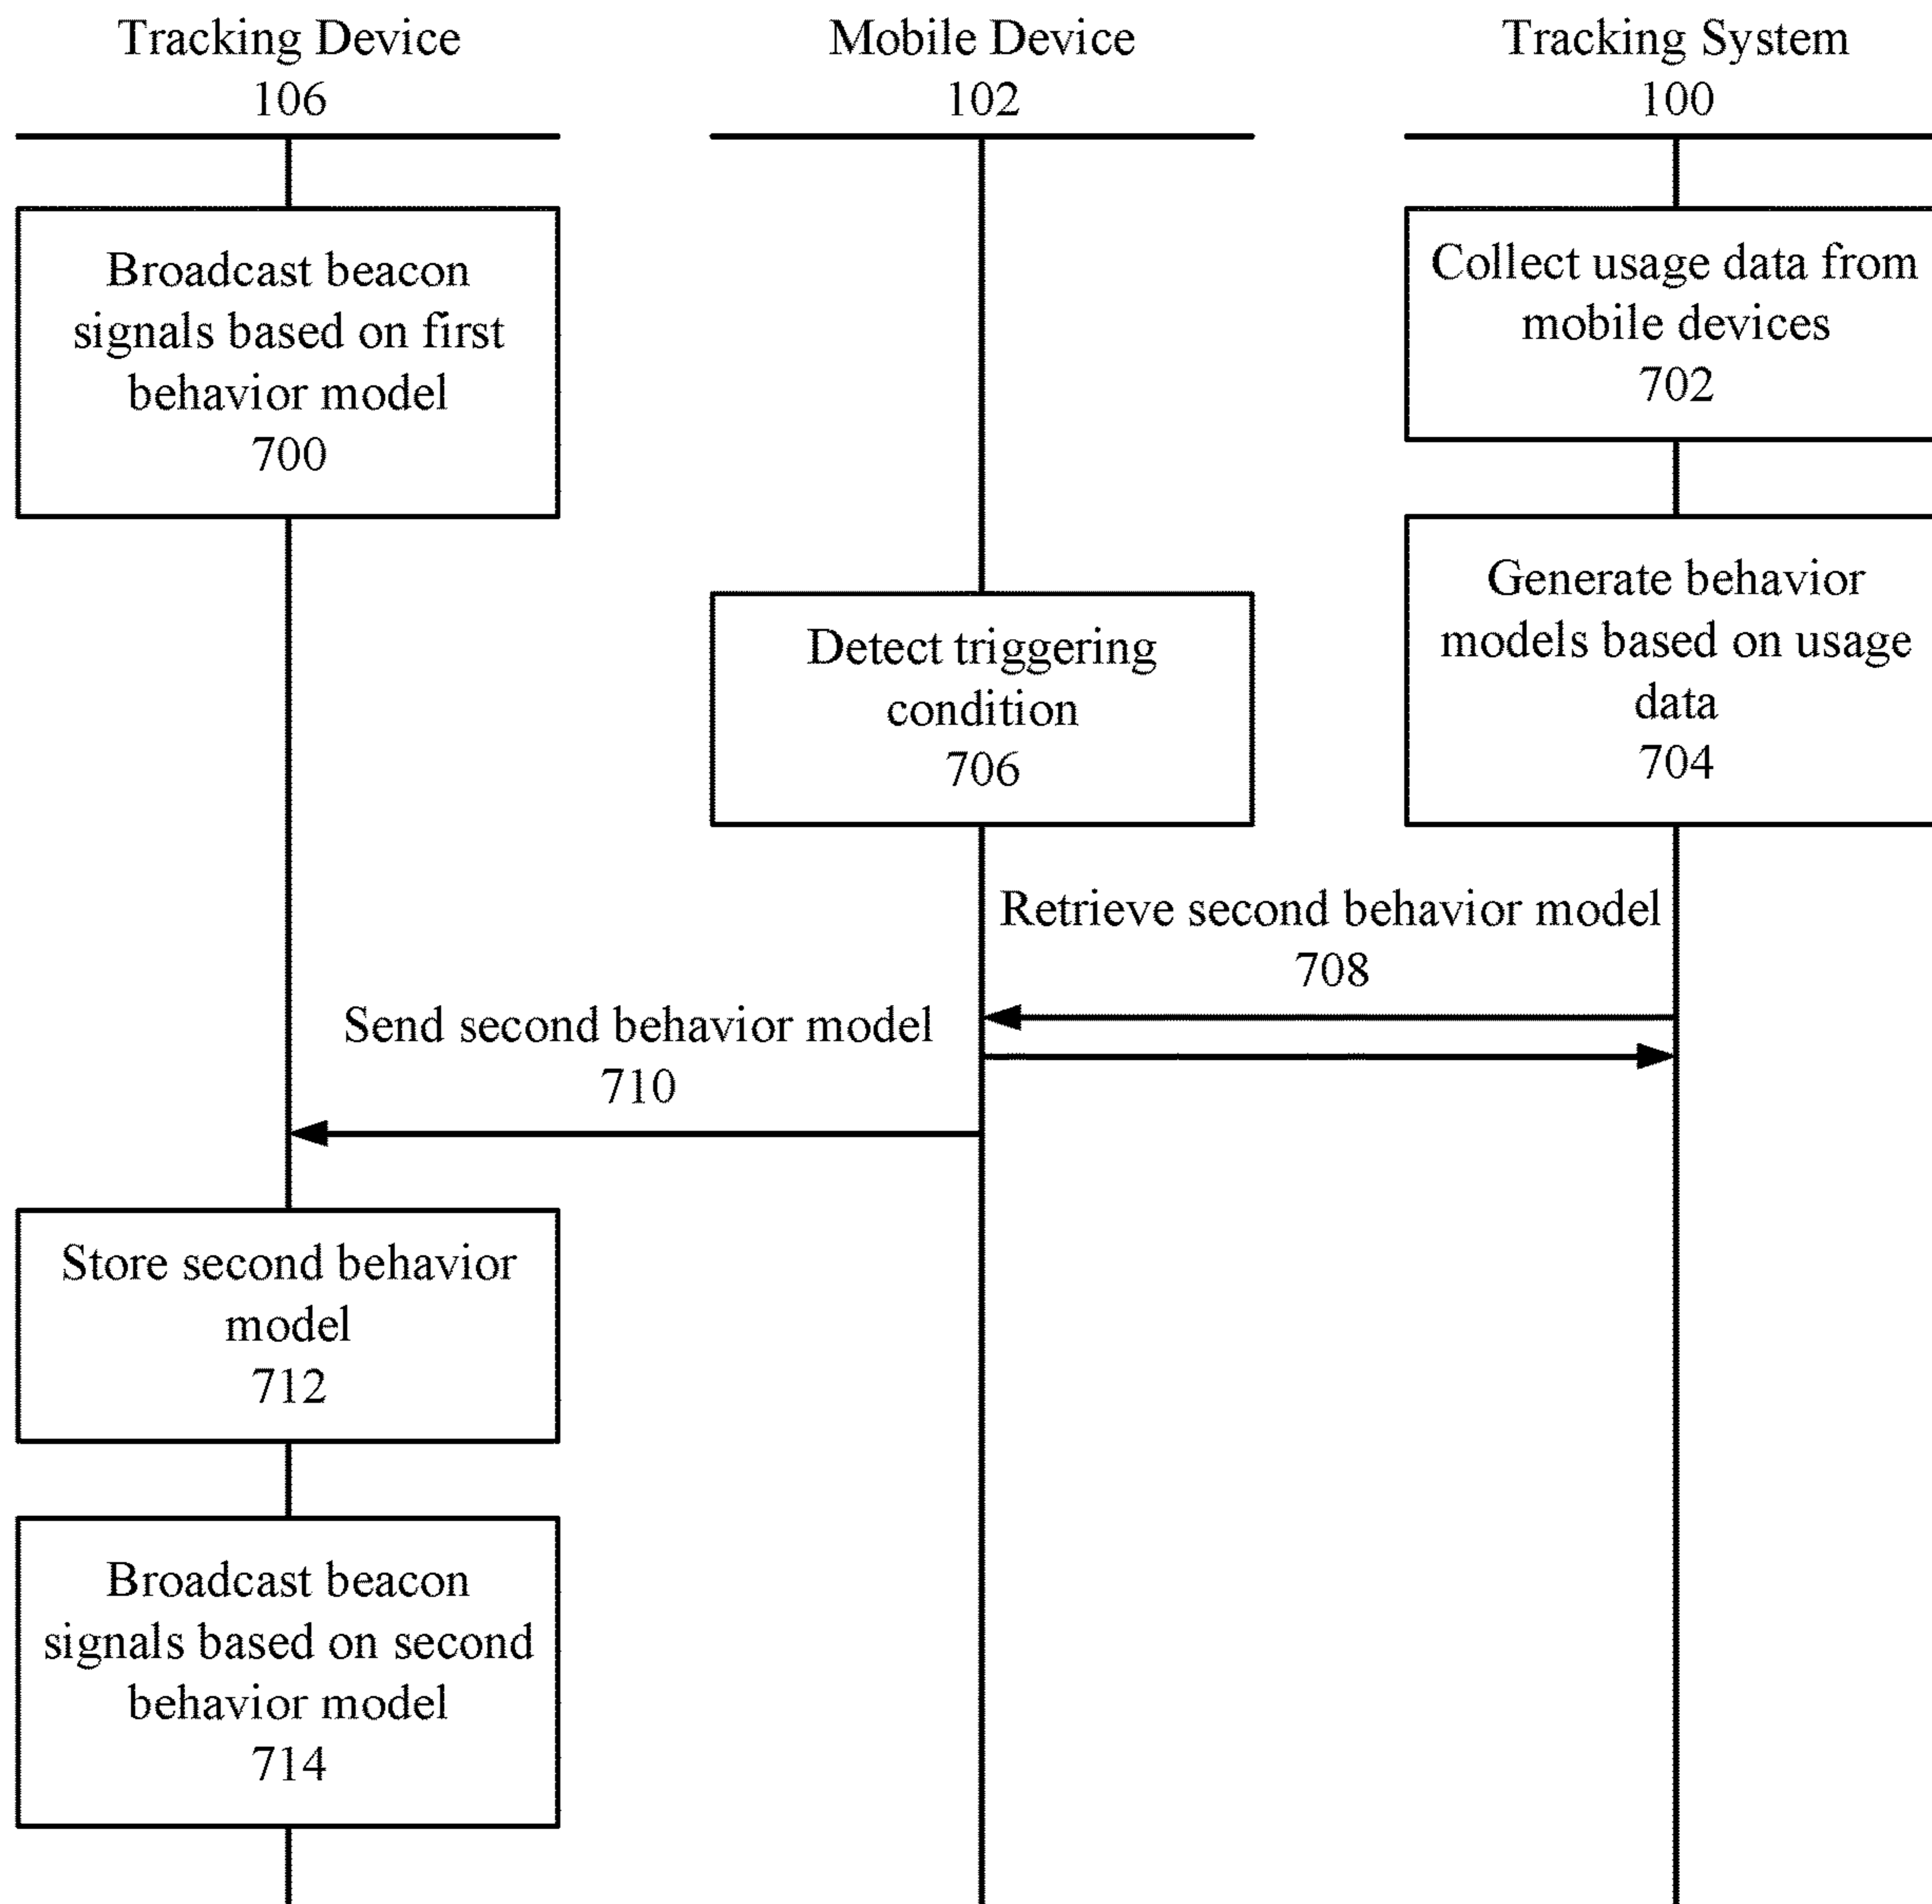 Tracking Device
106
Mobile Device
102
Tracking System
100
Broadcast beacon
signals based on first
behavior model
700
Collect usage data from
mobile devices
702
Generate behavior
models based on usage
data
704
Detect triggering
condition
706
Retrieve second behavior model
708
Send second behavior model
710
Store second behavior
model
712
Broadcast beacon
signals based on second
behavior model
714